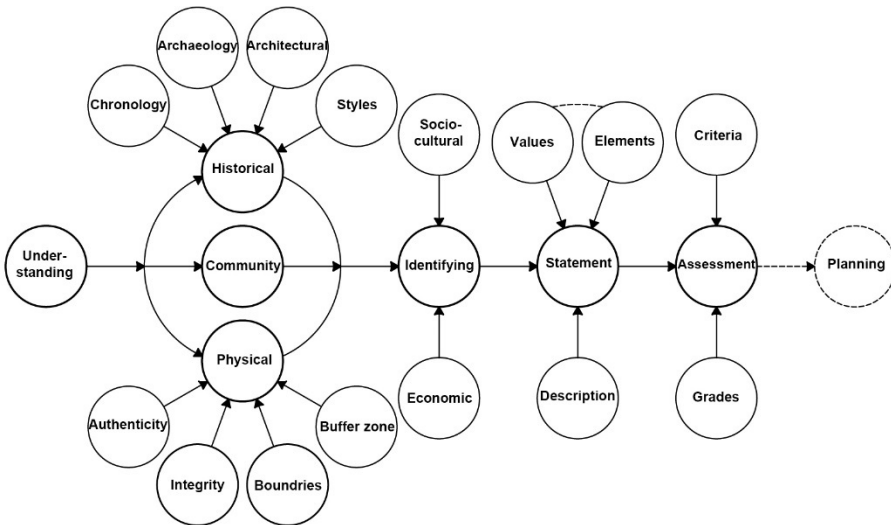 Archaeology
Architectural
Chronology
Styles
Historical
Socio-
cultural
Values
Elements
Criteria
Under-
standing
Community
Identifying
Statement
Assessment
Planning
Physical
Authenticity
Buffer zone
Integrity
Boundries
Economic
Description
Grades